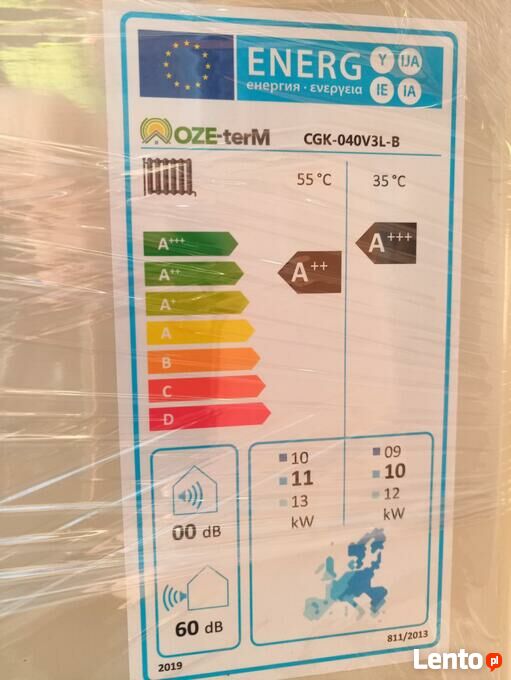 ENERG Y IJA
енергия · ενεργεια IE IA
OZE-terM CGK-040V3L-B
55 °C 35 °C
A+++
A++
A+
A
B
C
D
A++
A+++
00 dB
60 dB
10
11
13
kW
09
10
12
kW
2019
811/2013
Lento pl